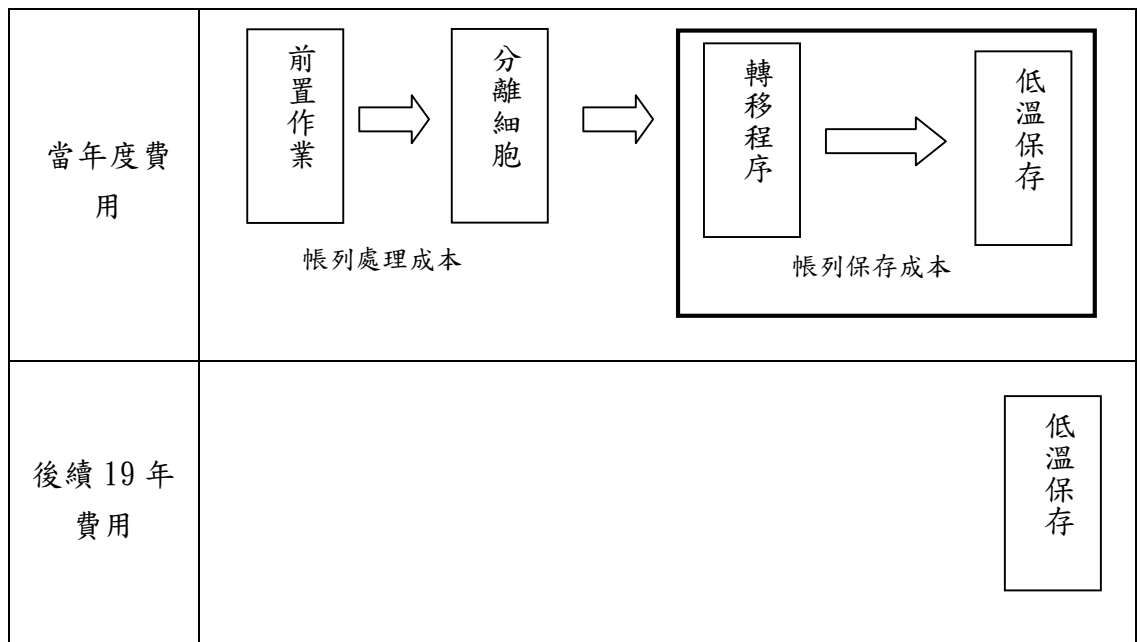 當年度費
用
前置作業
分離細胞
轉移程序
低溫保存
帳列處理成本
帳列保存成本
後續 19 年
費用
低溫保存